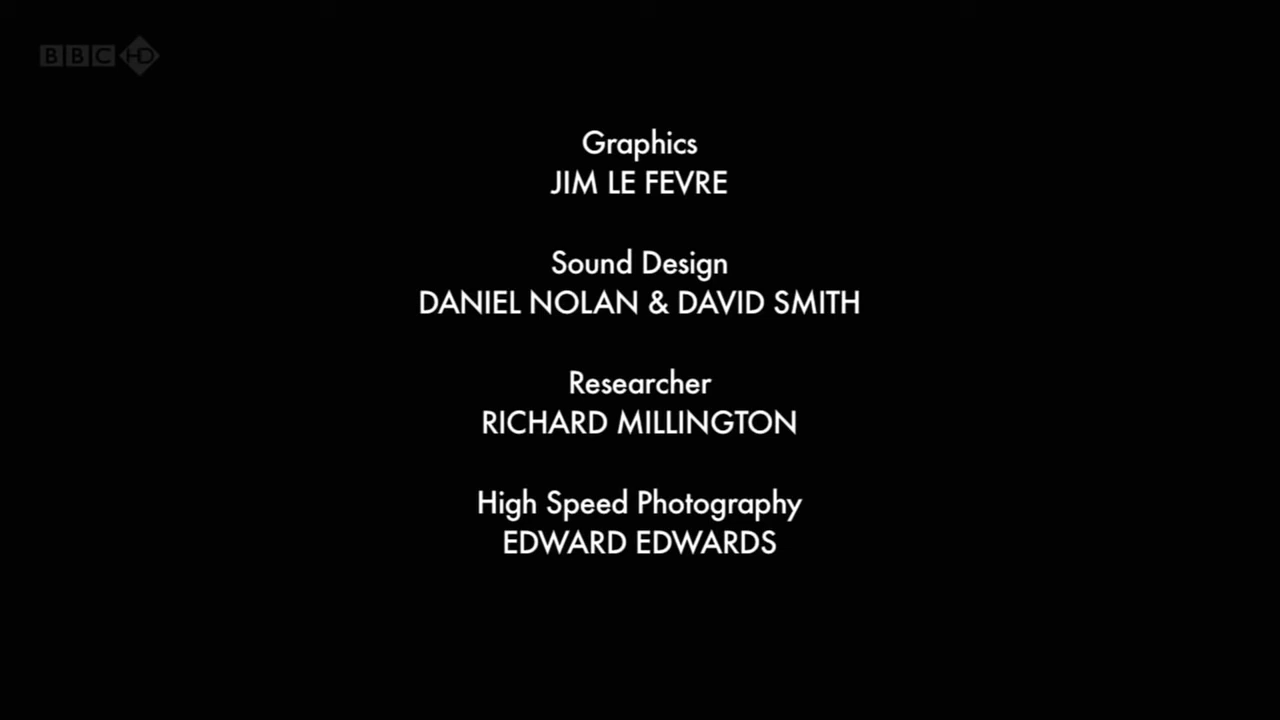 BBC HD
Graphics
JIM LE FEVRE
Sound Design
DANIEL NOLAN & DAVID SMITH
Researcher
RICHARD MILLINGTON
High Speed Photography
EDWARD EDWARDS